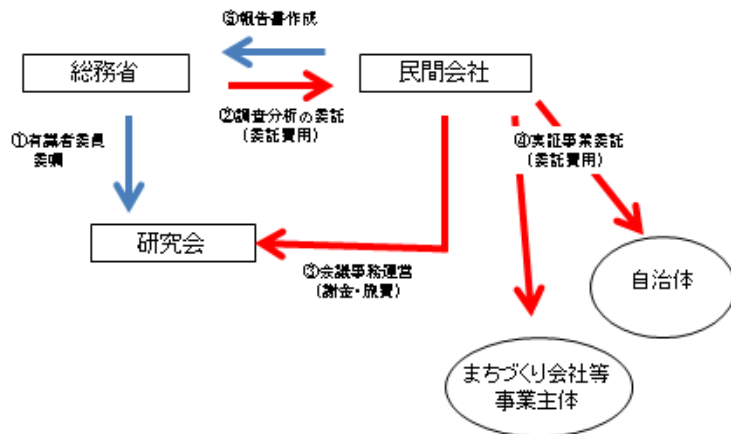 ⑤報告書作成
総務省
民間会社
②調査分析の委託
(委託費用)
①有識者委員
委嘱
④実証事業委託
(委託費用)
研究会
③会議事務運営
(謝金・旅費)
自治体
まちづくり会社等
事業主体